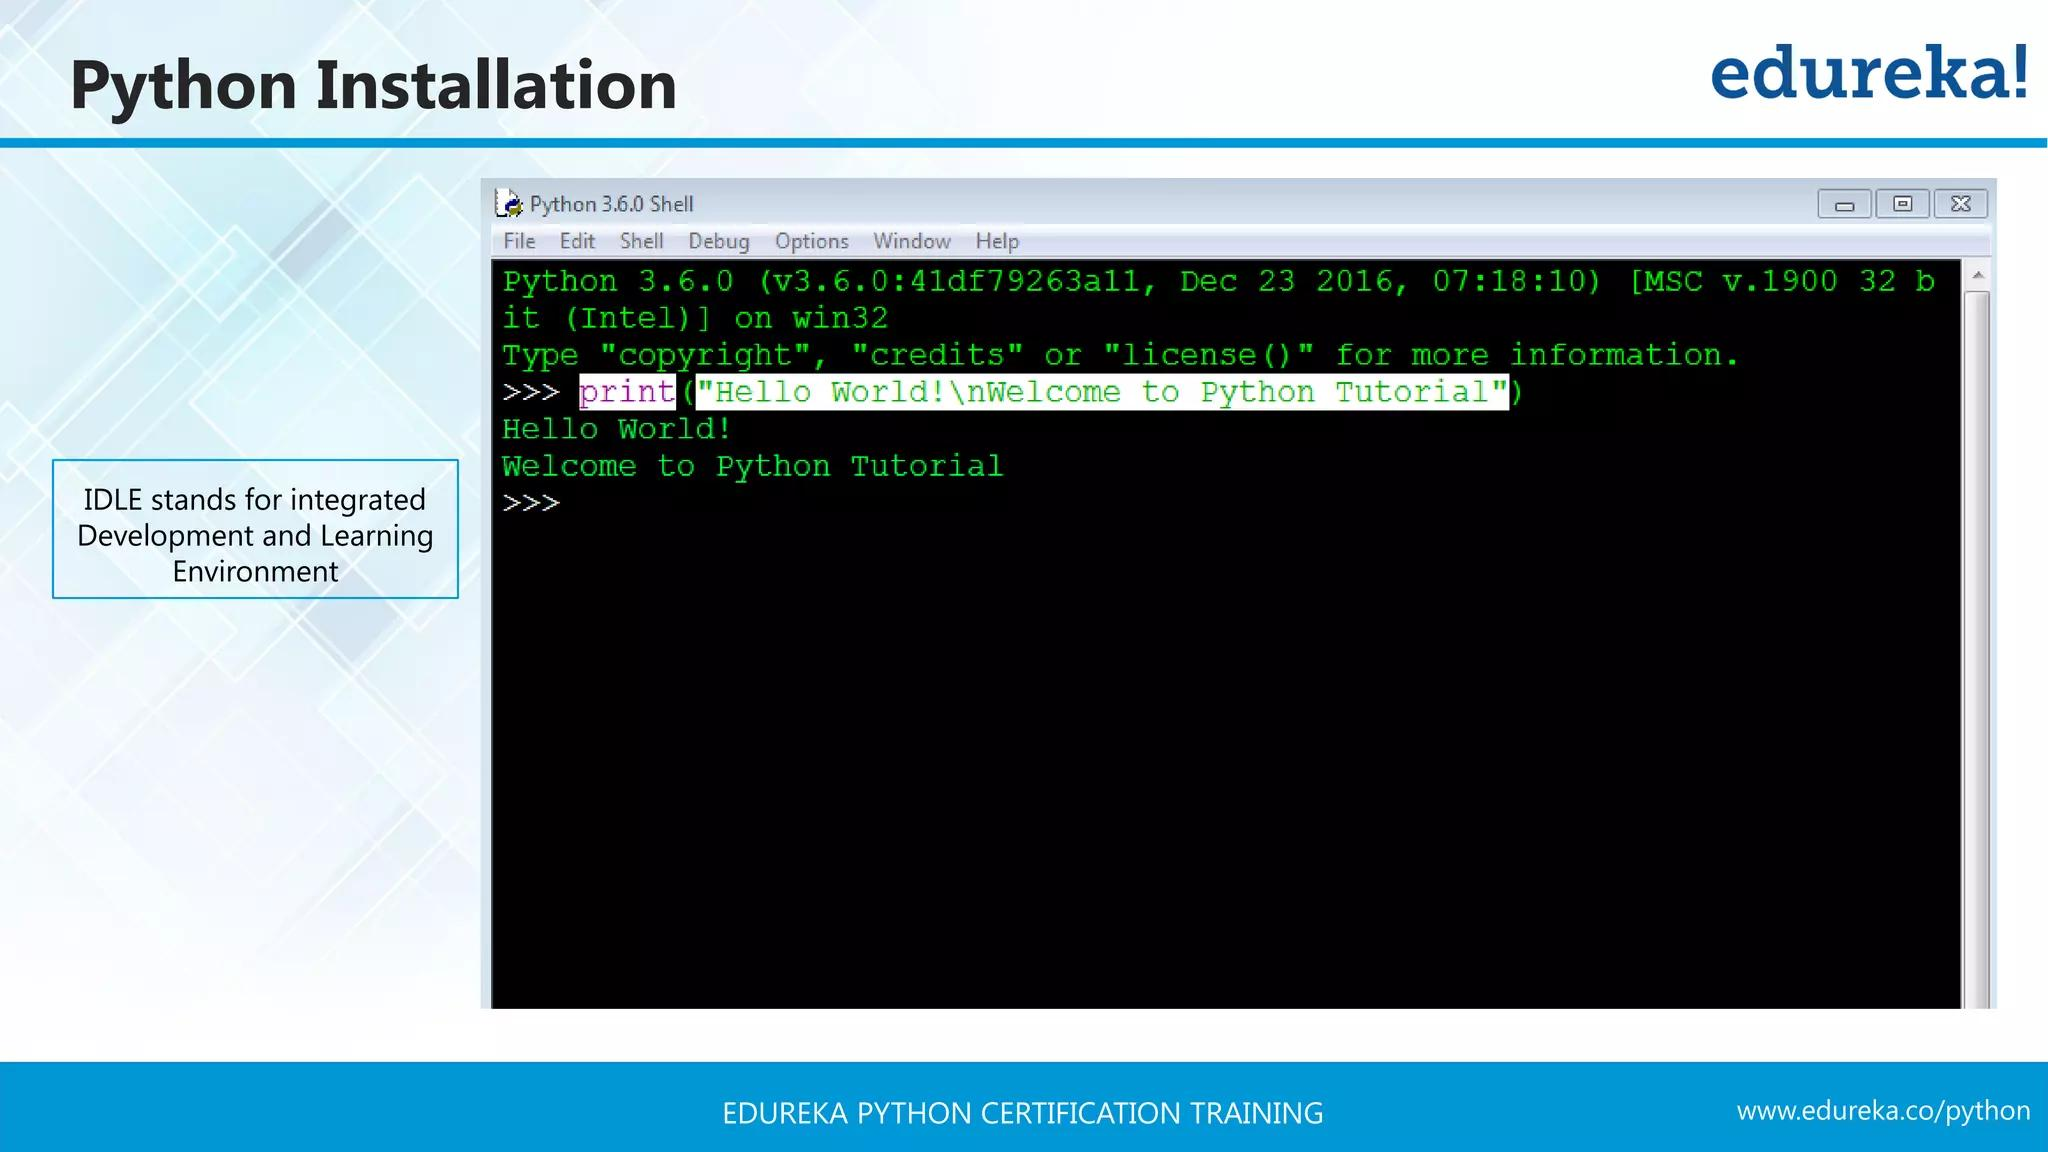 Python Installation
edureka!
Python 3.6.0 Shell
File Edit Shell Debug Options Window Help
Python 3.6.0 (v3.6.0:41df79263a11, Dec 23 2016, 07:18:10) [MSC v.1900 32 b
it (Intel)] on win32
Type "copyright", "credits" or "license()" for more information.
>>> print("Hello World!\nWelcome to Python Tutorial")
Hello World!
Welcome to Python Tutorial
>>>
IDLE stands for integrated
Development and Learning
Environment
EDUREKA PYTHON CERTIFICATION TRAINING
www.edureka.co/python